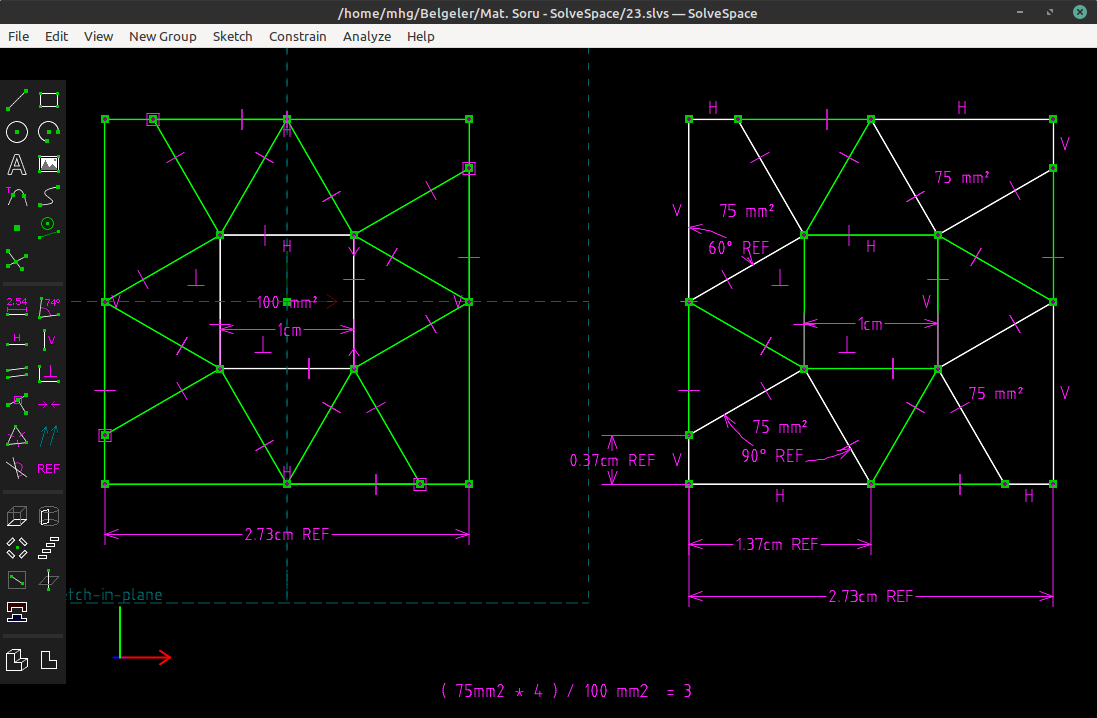 /home/mhg/Belgeler/Mat. Soru - SolveSpace/23.slvs — SolveSpace
File Edit View New Group Sketch Constrain Analyze Help
H
H
H
V
T
75 mm²
V
75 mm²
H
60° REF
H
V
100 mm²
V
V
2.54
74°
1cm
1cm
H
V
75 mm²
75 mm²
V
90° REF
0.37cm REF
V
H
REF
H
H
2.73cm REF
1.37cm REF
etch-in-plane
2.73cm REF
( 75mm2 * 4 ) / 100 mm2 = 3